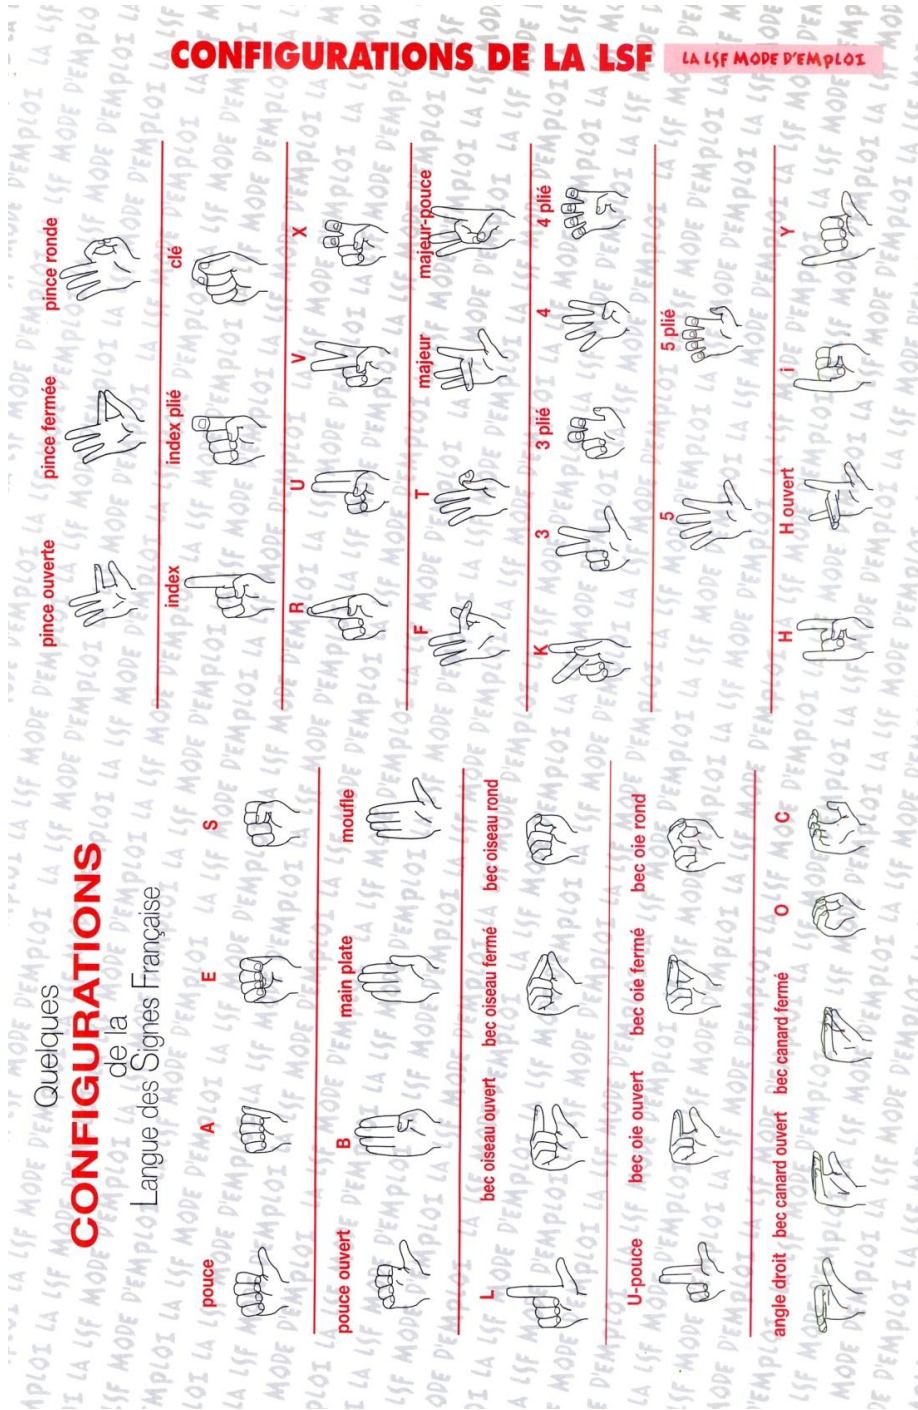 CONFIGURATIONS DE LA LSF LA LSF MODE D'EMPLOI
Quelques
CONFIGURATIONS
de la
Langue des Signes Française
pouce A E S
pouce ouvert B main plate moufle
L bec oiseau ouvert bec oiseau fermé bec oiseau rond
U-pouce bec oie ouvert bec oie fermé bec oie rond
angle droit bec canard ouvert bec canard fermé O C
pince ouverte pince fermée pince ronde
index index plié clé
R U V X
F T majeur majeur-pouce
K 3 3 plié 4 4 plié
5 5 plié
H H ouvert i Y